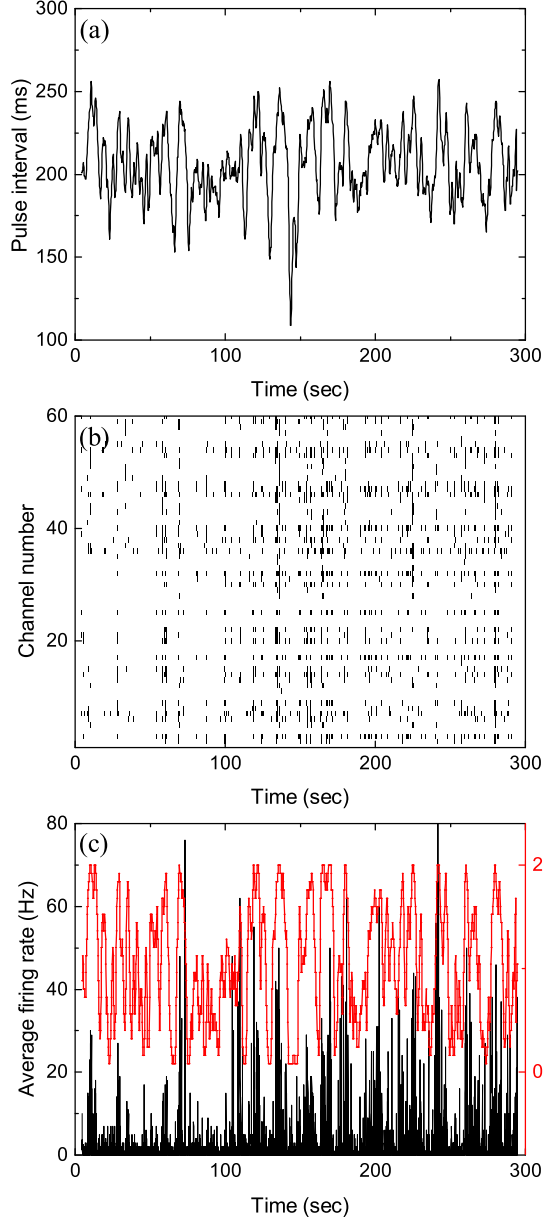 (a)
300
250
200
150
100
Pulse interval (ms)
0 100 200 300
Time (sec)
(b)
60
40
20
Channel number
0 100 200 300
Time (sec)
(c)
80
60
40
20
0
Average firing rate (Hz)
2
1
0
0 100 200 300
Time (sec)